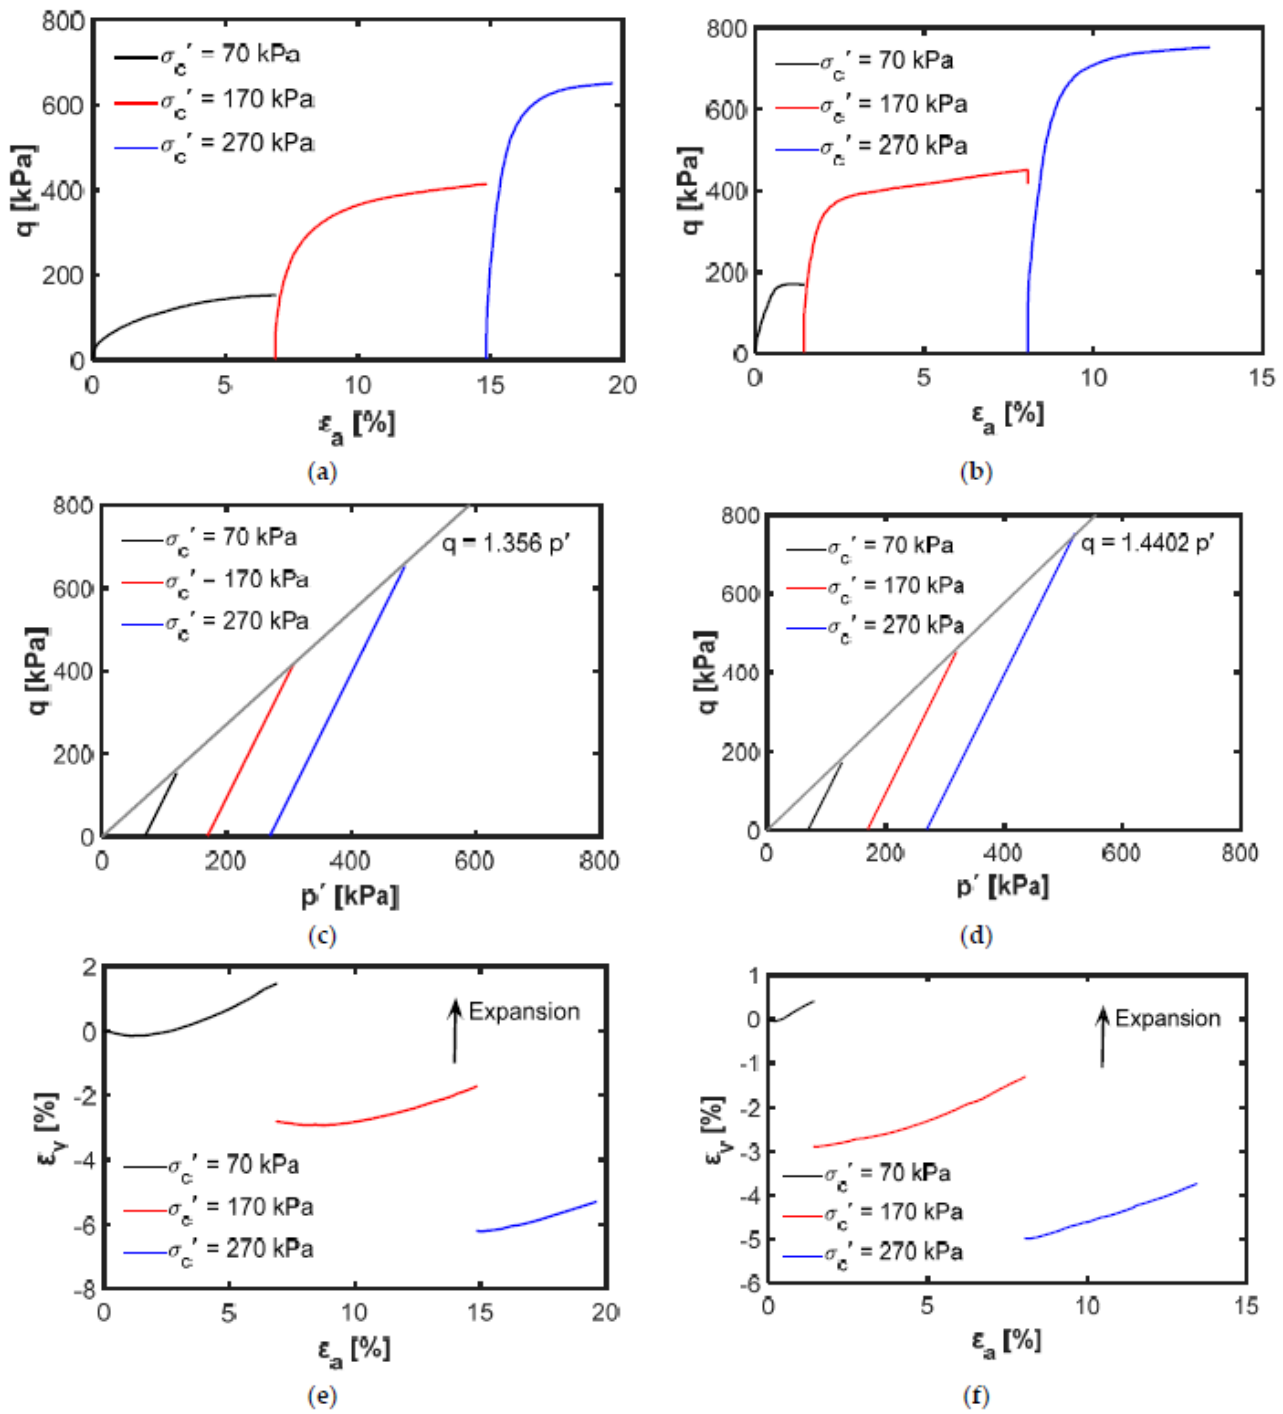 800
600
400
200
0
q [kPa]
σc′ = 70 kPa
σc′ = 170 kPa
σc′ = 270 kPa
0 5 10 15 20
εa [%]
(a)
800
600
400
200
0
q [kPa]
σc′ = 70 kPa
σc′ = 170 kPa
σc′ = 270 kPa
0 5 10 15
εa [%]
(b)
800
600
400
200
0
q [kPa]
σc′ = 70 kPa
σc′ – 170 kPa
σc′ = 270 kPa
q = 1.356 p′
0 200 400 600 800
p′ [kPa]
(c)
800
600
400
200
0
q [kPa]
σc′ = 70 kPa
σc′ = 170 kPa
σc′ = 270 kPa
q = 1.4402 p′
0 200 400 600 800
p′ [kPa]
(d)
2
0
-2
-4
-6
-8
εv [%]
Expansion
σc′ = 70 kPa
σc′ = 170 kPa
σc′ = 270 kPa
0 5 10 15 20
εa [%]
(e)
1
0
-1
-2
-3
-4
-5
-6
εv [%]
Expansion
σc′ = 70 kPa
σc′ = 170 kPa
σc′ = 270 kPa
0 5 10 15
εa [%]
(f)